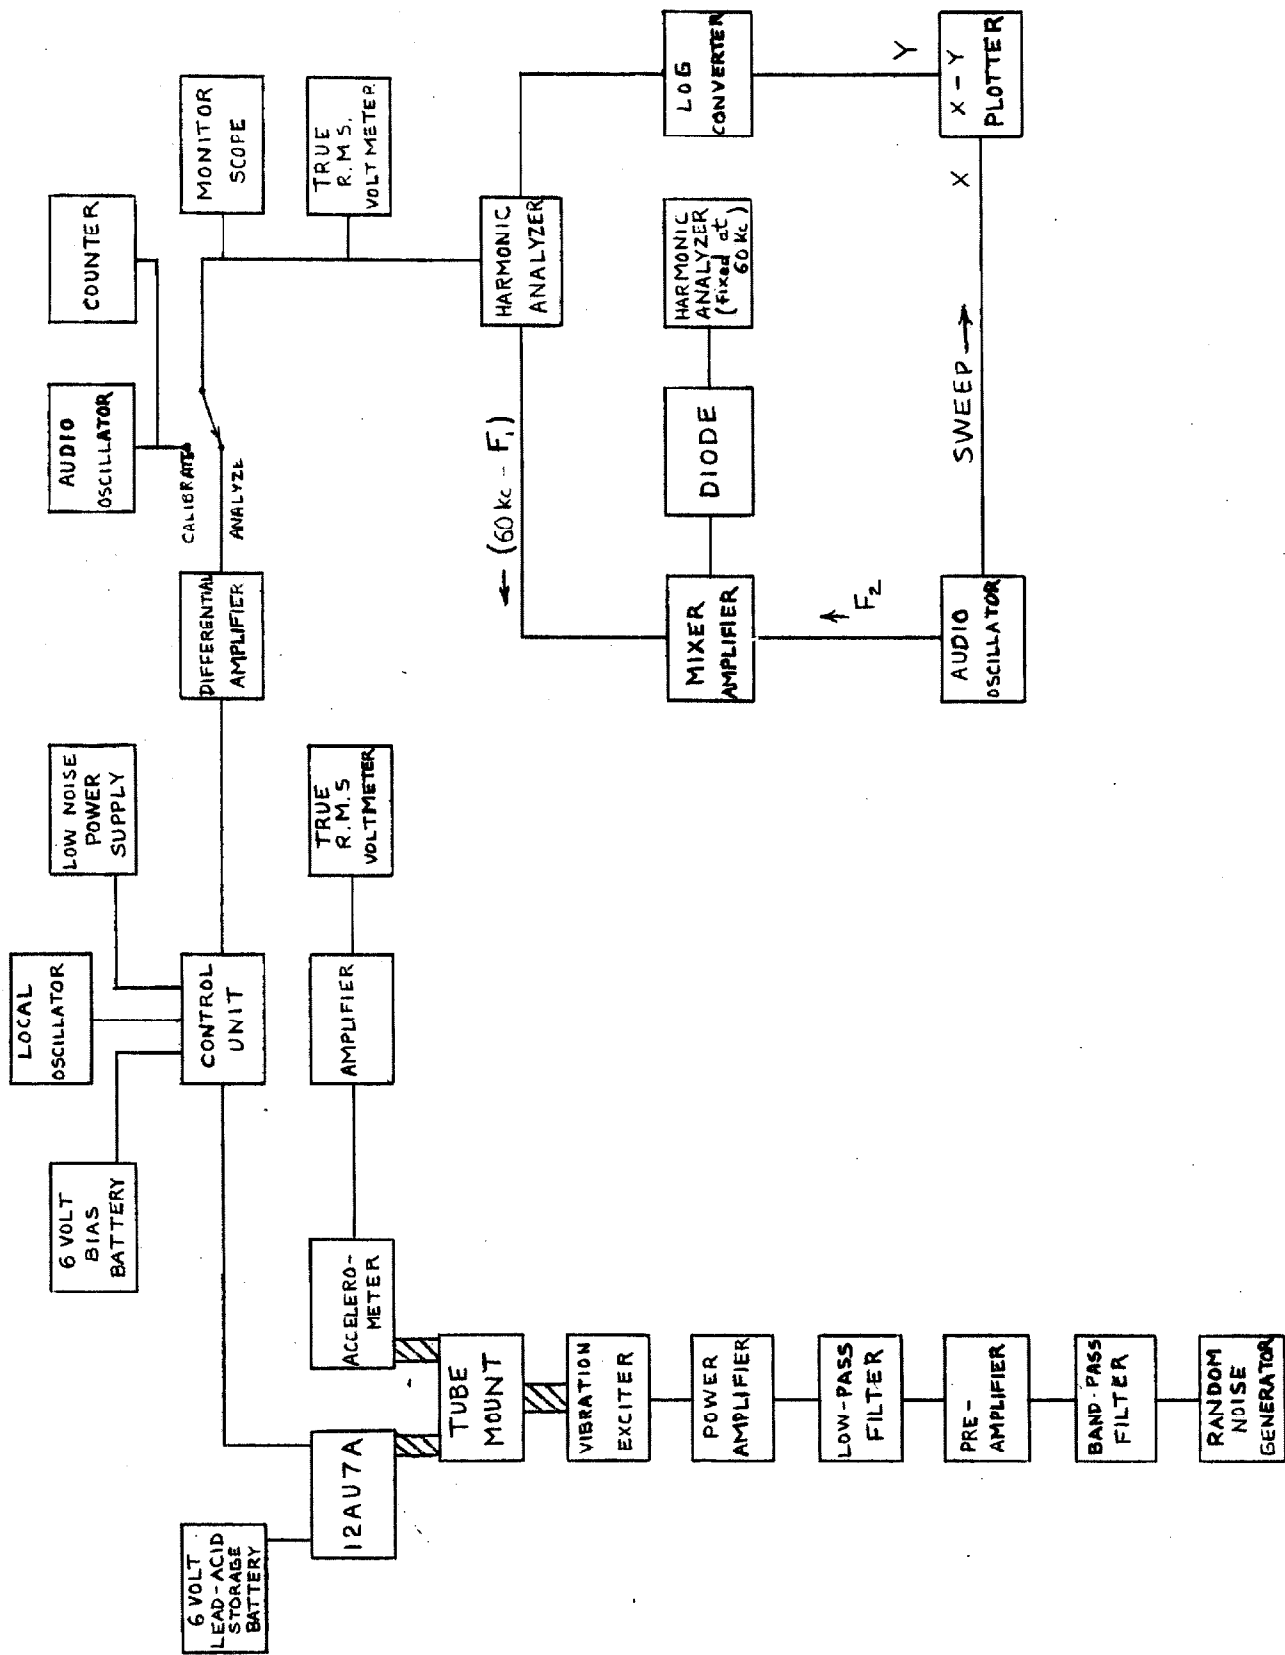 6 VOLT
LEAD-ACID
STORAGE
BATTERY
12AU7A
6 VOLT
BIAS
BATTERY
LOCAL
OSCILLATOR
LOW NOISE
POWER
SUPPLY
CONTROL
UNIT
DIFFERENTIAL
AMPLIFIER
AUDIO
OSCILLATOR
COUNTER
CALIBRATE
ANALYZE
MONITOR
SCOPE
TRUE
R.M.S.
VOLTMETER
ACCELERO-
METER
AMPLIFIER
TRUE
R.M.S
VOLTMETER
TUBE
MOUNT
VIBRATION
EXCITER
POWER
AMPLIFIER
LOW-PASS
FILTER
PRE-
AMPLIFIER
BAND-PASS
FILTER
RANDOM
NOISE
GENERATOR
HARMONIC
ANALYZER
← (60 kc - F₁)
MIXER
AMPLIFIER
DIODE
HARMONIC
ANALYZER
(Fixed at
60 kc)
LOG
CONVERTER
→ F₂
AUDIO
OSCILLATOR
SWEEP →
X
Y
X-Y
PLOTTER